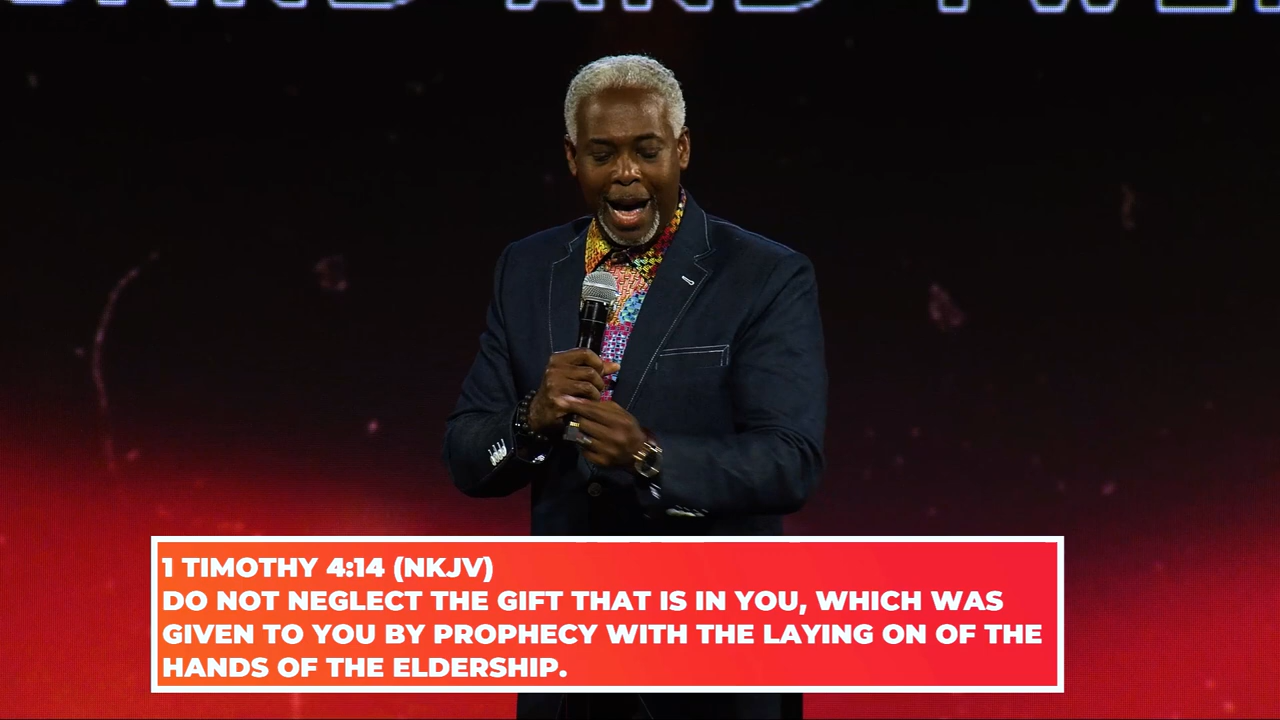 AND
1 TIMOTHY 4:14 (NKJV)
DO NOT NEGLECT THE GIFT THAT IS IN YOU, WHICH WAS
GIVEN TO YOU BY PROPHECY WITH THE LAYING ON OF THE
HANDS OF THE ELDERSHIP.